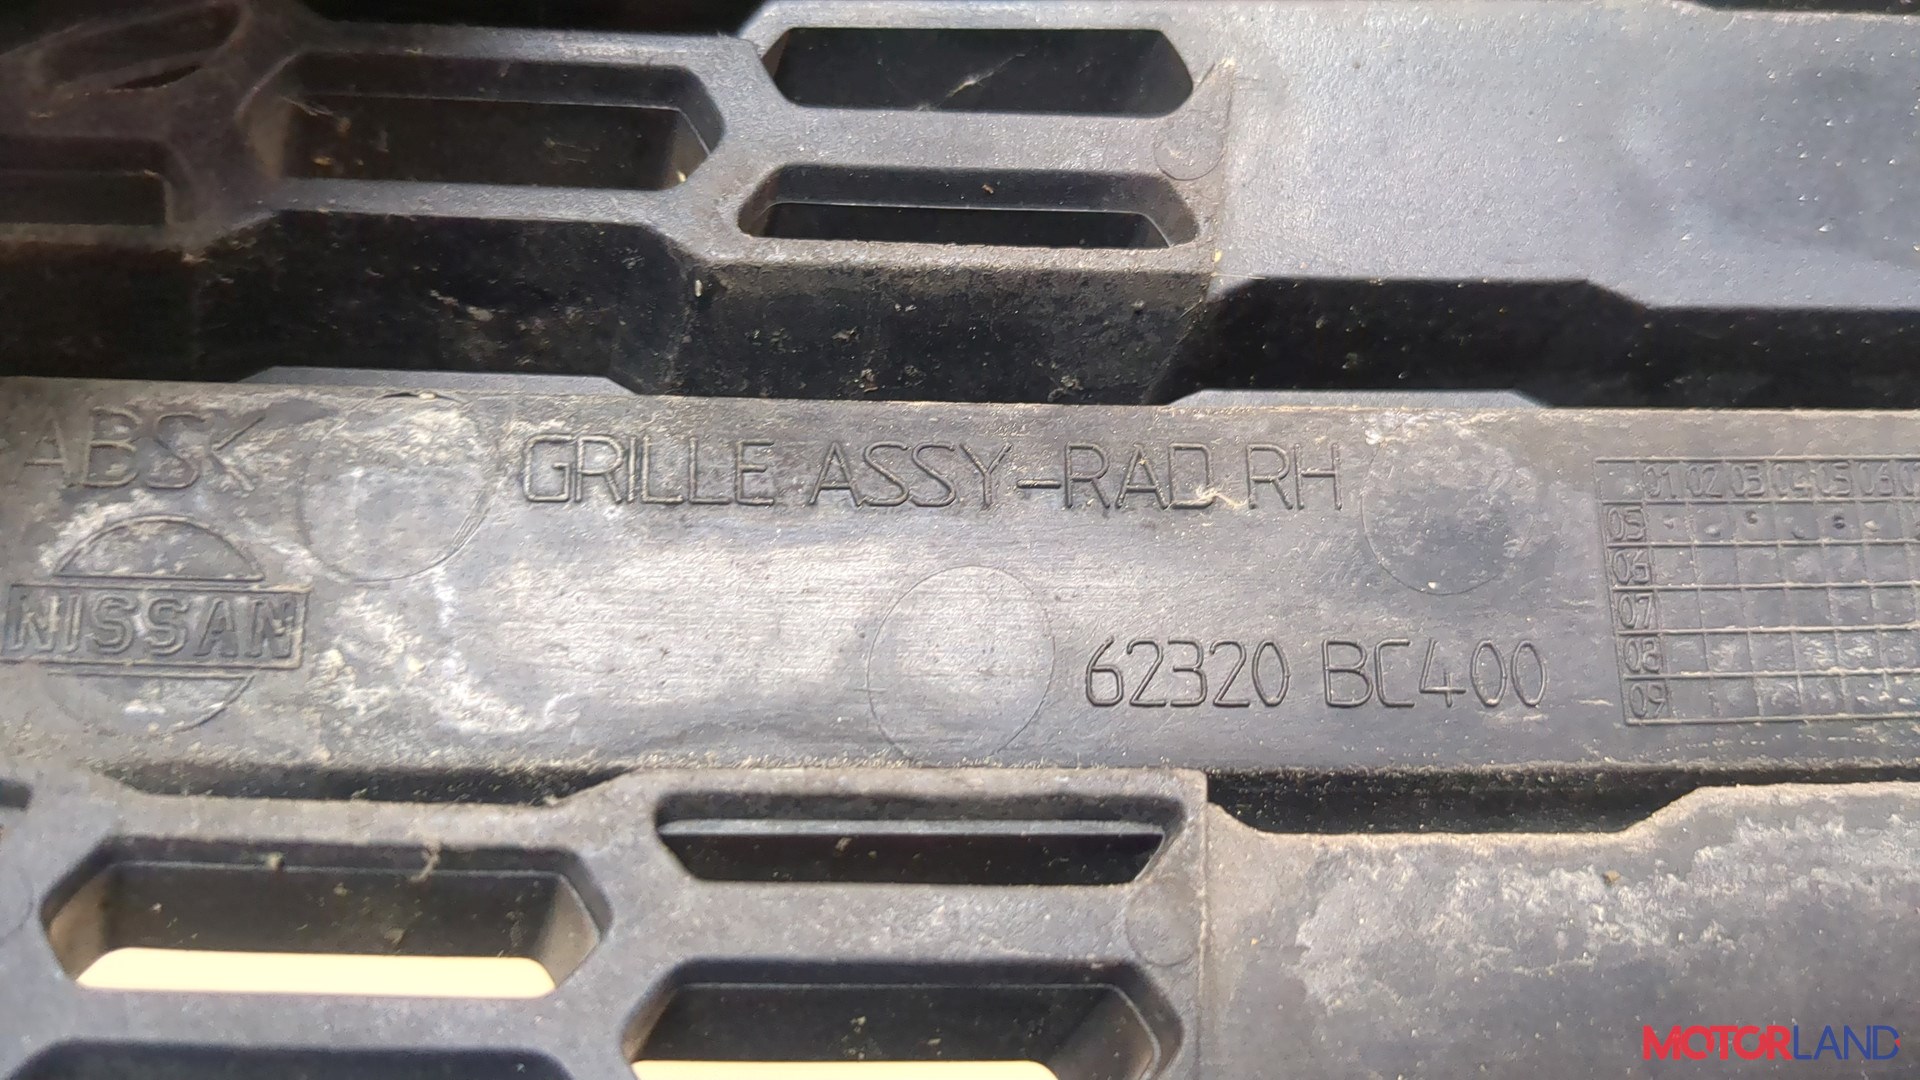 ABS<
GRILLE ASSY-RAD RH
NISSAN
62320 BC400
01 02 03 04 05 06
05
06
07
08
09
MOTORLAND